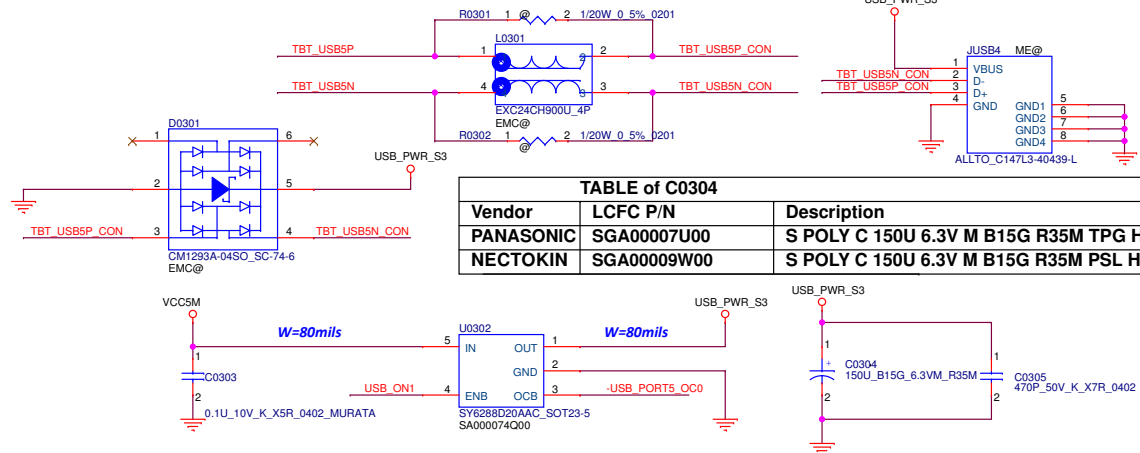 USB_PWR_S3
R0301 1 @ 2 1/20W_0_5%_0201
L0301
TBT_USB5P 1 2 TBT_USB5P_CON
2
TBT_USB5N 4 3 TBT_USB5N_CON
3
EXC24CH900U_4P
EMC@
R0302 1 @ 2 1/20W_0_5%_0201
JUSB4 ME@
1 VBUS
TBT_USB5N_CON 2 D-
TBT_USB5P_CON 3 D+
4 GND
GND1 5
GND2 6
GND3 7
GND4 8
ALLTO_C147L3-40439-L
D0301
1 6
USB_PWR_S3
2 5
TBT_USB5P_CON 3 4 TBT_USB5N_CON
CM1293A-04SO_SC-74-6
EMC@
TABLE of C0304
Vendor LCFC P/N Description
PANASONIC SGA00007U00 S POLY C 150U 6.3V M B15G R35M TPG H
NECTOKIN SGA00009W00 S POLY C 150U 6.3V M B15G R35M PSL H
VCC5M
W=80mils
1
C0303
2
0.1U_10V_K_X5R_0402_MURATA
U0302
5 IN OUT 1
GND 2
USB_ON1 4 ENB OCB 3 -USB_PORT5_OC0
SY6288D20AAC_SOT23-5
SA000074Q00
W=80mils
USB_PWR_S3
USB_PWR_S3
1
+
C0304
150U_B15G_6.3VM_R35M
2
1
C0305
470P_50V_K_X7R_0402
2